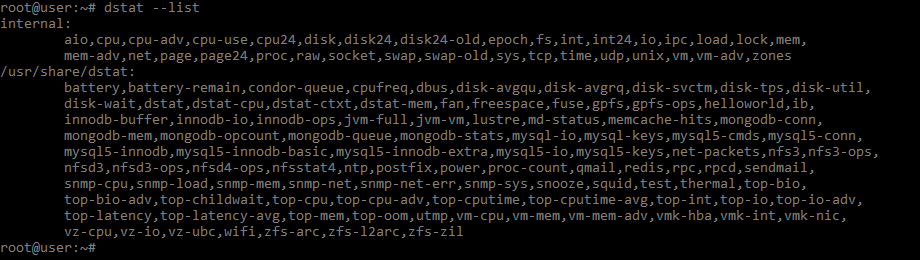 root@user:~# dstat --list
internal:
aio,cpu,cpu-adv,cpu-use,cpu24,disk,disk24,disk24-old,epoch,fs,int,int24,io,ipc,load,lock,mem,
mem-adv,net,page,page24,proc,raw,socket,swap,swap-old,sys,tcp,time,udp,unix,vm,vm-adv,zones
/usr/share/dstat:
battery,battery-remain,condor-queue,cpufreq,dbus,disk-avgqu,disk-avgrq,disk-svctm,disk-tps,disk-util,
disk-wait,dstat,dstat-cpu,dstat-ctxt,dstat-mem,fan,freespace,fuse,gpfs,gpfs-ops,helloworld,ib,
innodb-buffer,innodb-io,innodb-ops,jvm-full,jvm-vm,lustre,md-status,memcache-hits,mongodb-conn,
mongodb-mem,mongodb-opcount,mongodb-queue,mongodb-stats,mysql-io,mysql-keys,mysql5-cmds,mysql5-conn,
mysql5-innodb,mysql5-innodb-basic,mysql5-innodb-extra,mysql5-io,mysql5-keys,net-packets,nfs3,nfs3-ops,
nfsd3,nfsd3-ops,nfsd4-ops,nfsstat4,ntp,postfix,power,proc-count,qmail,redis,rpc,rpcd,sendmail,
snmp-cpu,snmp-load,snmp-mem,snmp-net,snmp-net-err,snmp-sys,snooze,squid,test,thermal,top-bio,
top-bio-adv,top-childwait,top-cpu,top-cpu-adv,top-cputime,top-cputime-avg,top-int,top-io,top-io-adv,
top-latency,top-latency-avg,top-mem,top-oom,utmp,vm-cpu,vm-mem,vm-mem-adv,vmk-hba,vmk-int,vmk-nic,
vz-cpu,vz-io,vz-ubc,wifi,zfs-arc,zfs-l2arc,zfs-zil
root@user:~#